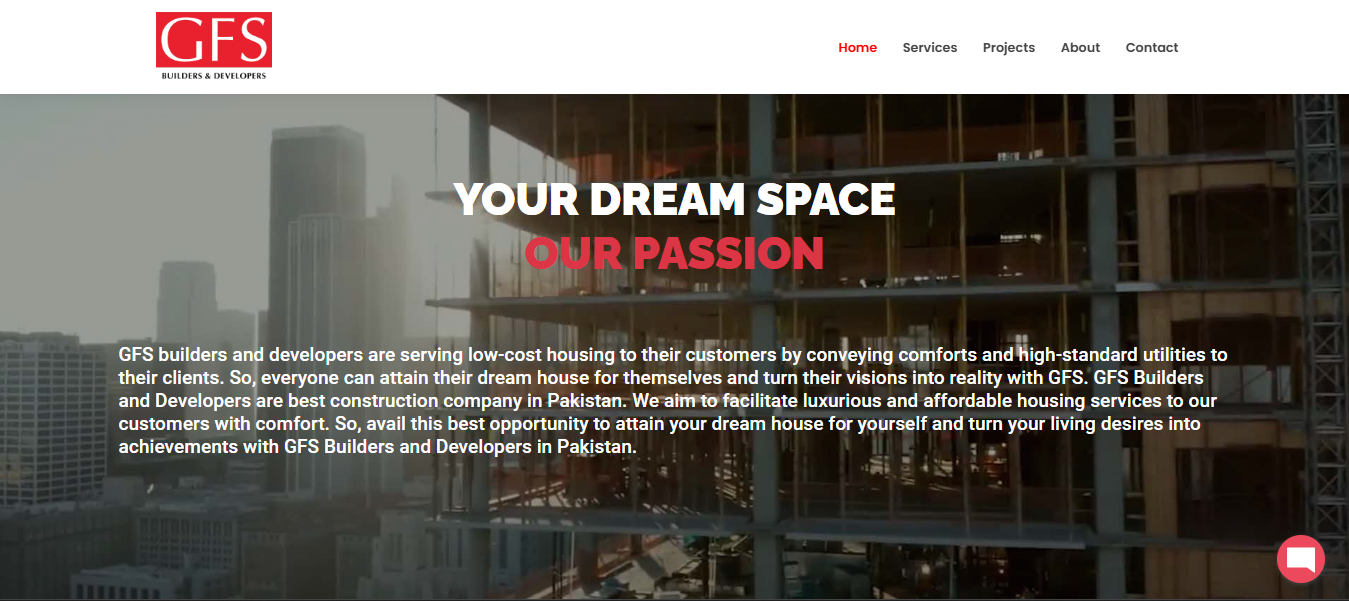 GFS
BUILDERS & DEVELOPERS
Home Services Projects About Contact
YOUR DREAM SPACE
OUR PASSION
GFS builders and developers are serving low-cost housing to their customers by conveying comforts and high-standard utilities to
their clients. So, everyone can attain their dream house for themselves and turn their visions into reality with GFS. GFS Builders
and Developers are best construction company in Pakistan. We aim to facilitate luxurious and affordable housing services to our
customers with comfort. So, avail this best opportunity to attain your dream house for yourself and turn your living desires into
achievements with GFS Builders and Developers in Pakistan.